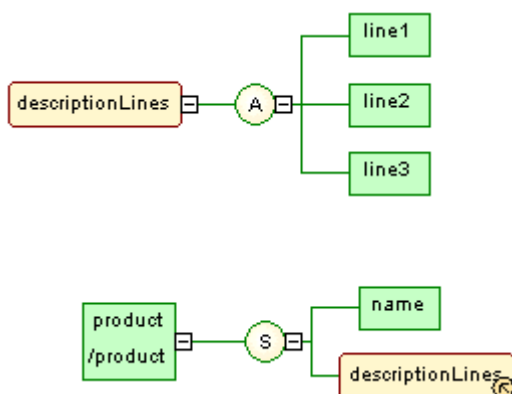 line1
descriptionLines
A
line2
line3
product
/product
S
name
descriptionLines